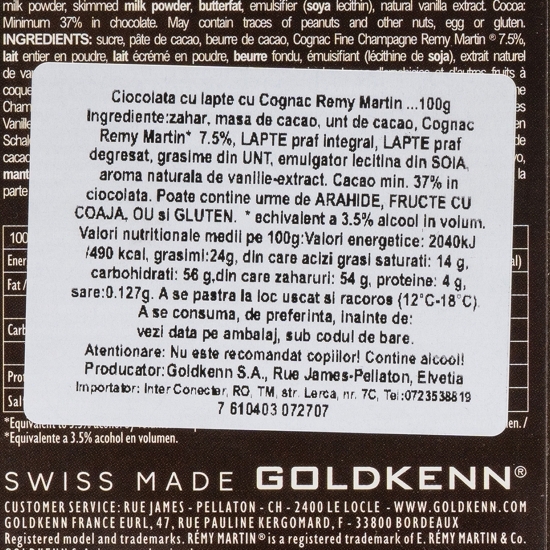 milk powder, skimmed milk powder, butterfat, emulsifier (soya lecithin), natural vanilla extract. Cocoa:
Minimum 37% in chocolate. May contain traces of peanuts and other nuts, egg or gluten.
INGREDIENTS: sucre, pâte de cacao, beurre de cacao, Cognac Fine Champagne Remy Martin ® 7.5%,
lait entier en poudre, lait écrémé en poudre, beurre fondu, émulsifiant (lécithine de soja), extrait naturel
Ciocolata cu lapte cu Cognac Remy Martin ...100g
Ingrediente:zahar, masa de cacao, unt de cacao, Cognac
Remy Martin* 7.5%, LAPTE praf integral, LAPTE praf
degresat, grasime din UNT, emulgator lecitina din SOIA,
aroma naturala de vanilie-extract. Cacao min. 37% in
ciocolata. Poate contine urme de ARAHIDE, FRUCTE CU
COAJA, OU si GLUTEN. * echivalent a 3.5% alcool in volum.
Valori nutritionale medii pe 100g:Valori energetice: 2040kJ
/490 kcal, grasimi:24g, din care acizi grasi saturati: 14 g,
carbohidrati: 56 g,din care zaharuri: 54 g, proteine: 4 g,
sare:0.127g. A se pastra la loc uscat si racoros (12°C-18°C).
A se consuma, de preferinta, inainte de:
vezi data pe ambalaj, sub codul de bare.
Atentionare: Nu este recomandat copiilor! Contine alcool!
Producator:Goldkenn S.A., Rue James-Pellaton, Elvetia
Importator: Inter Conecter, RO, TM, str. Lerca, nr. 7C, Tel:0723538819
7 610403 072707
*Equivalente a 3.5% acohol en volumen.
SWISS MADE GOLDKENN®
CUSTOMER SERVICE: RUE JAMES - PELLATON - CH - 2400 LE LOCLE - WWW.GOLDKENN.COM
GOLDKENN FRANCE EURL, 47, RUE PAULINE KERGOMARD, F - 33800 BORDEAUX
Registered model and trademarks. RÉMY MARTIN® is a registered trademark of E. RÉMY MARTIN & Co.